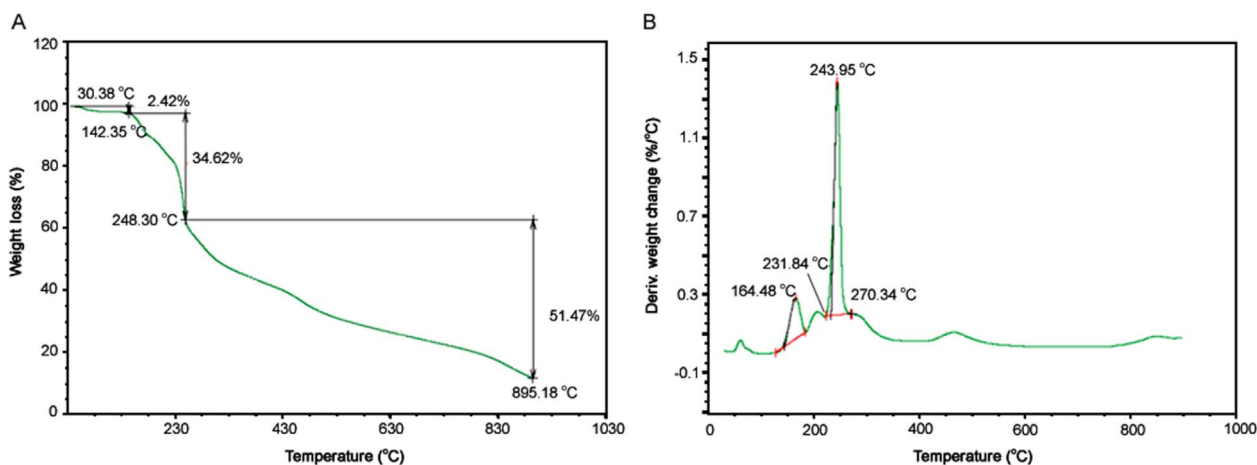 A
120
100
80
60
40
20
0
30.38 °C
2.42%
142.35 °C
34.62%
248.30 °C
51.47%
895.18 °C
Weight loss (%)
30
230
430
630
830
1030
Temperature (°C)
B
1.5
1.1
0.7
0.3
-0.1
243.95 °C
231.84 °C
164.48 °C
270.34 °C
Deriv. weight change (%/°C)
0
200
400
600
800
1000
Temperature (°C)